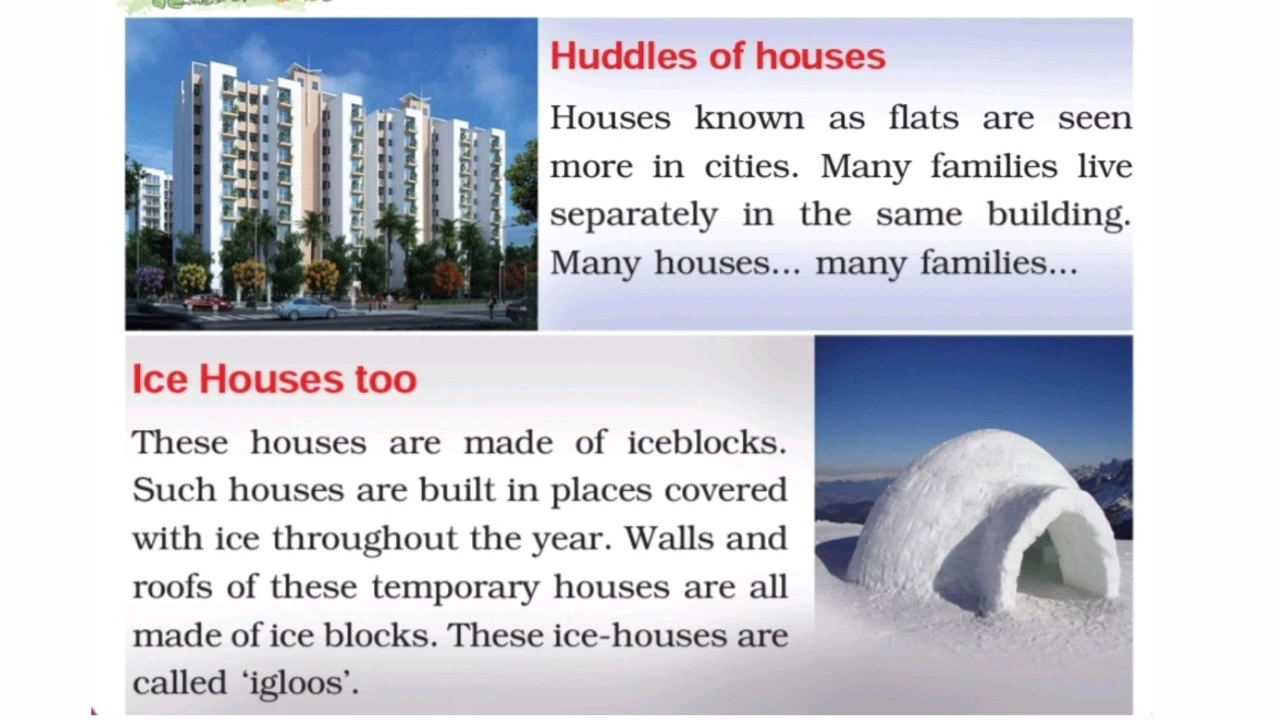 Huddles of houses
Houses known as flats are seen
more in cities. Many families live
separately in the same building.
Many houses... many families...
Ice Houses too
These houses are made of iceblocks.
Such houses are built in places covered
with ice throughout the year. Walls and
roofs of these temporary houses are all
made of ice blocks. These ice-houses are
called ‘igloos’.